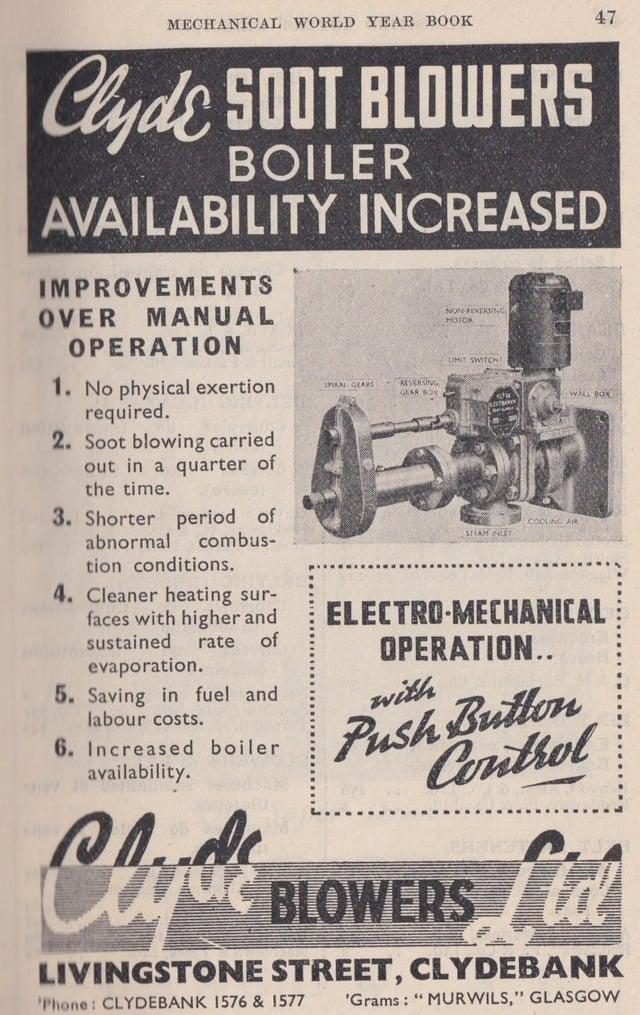 MECHANICAL WORLD YEAR BOOK
47
Clyde SOOT BLOWERS
BOILER
AVAILABILITY INCREASED
IMPROVEMENTS
OVER MANUAL
OPERATION
1. No physical exertion
required.
2. Soot blowing carried
out in a quarter of
the time.
3. Shorter period of
abnormal combus-
tion conditions.
4. Cleaner heating sur-
faces with higher and
sustained rate of
evaporation.
5. Saving in fuel and
labour costs.
6. Increased boiler
availability.
NON-REVERSING
MOTOR
LIMIT SWITCH
SPIRAL GEARS
REVERSING
GEAR BOX
WALL BOX
COOLING AIR
STEAM INLET
ELECTRO-MECHANICAL
OPERATION..
with
Push Button
Control
Clyde BLOWERS Ltd
LIVINGSTONE STREET, CLYDEBANK
'Phone: CLYDEBANK 1576 & 1577 'Grams: "MURWILS," GLASGOW